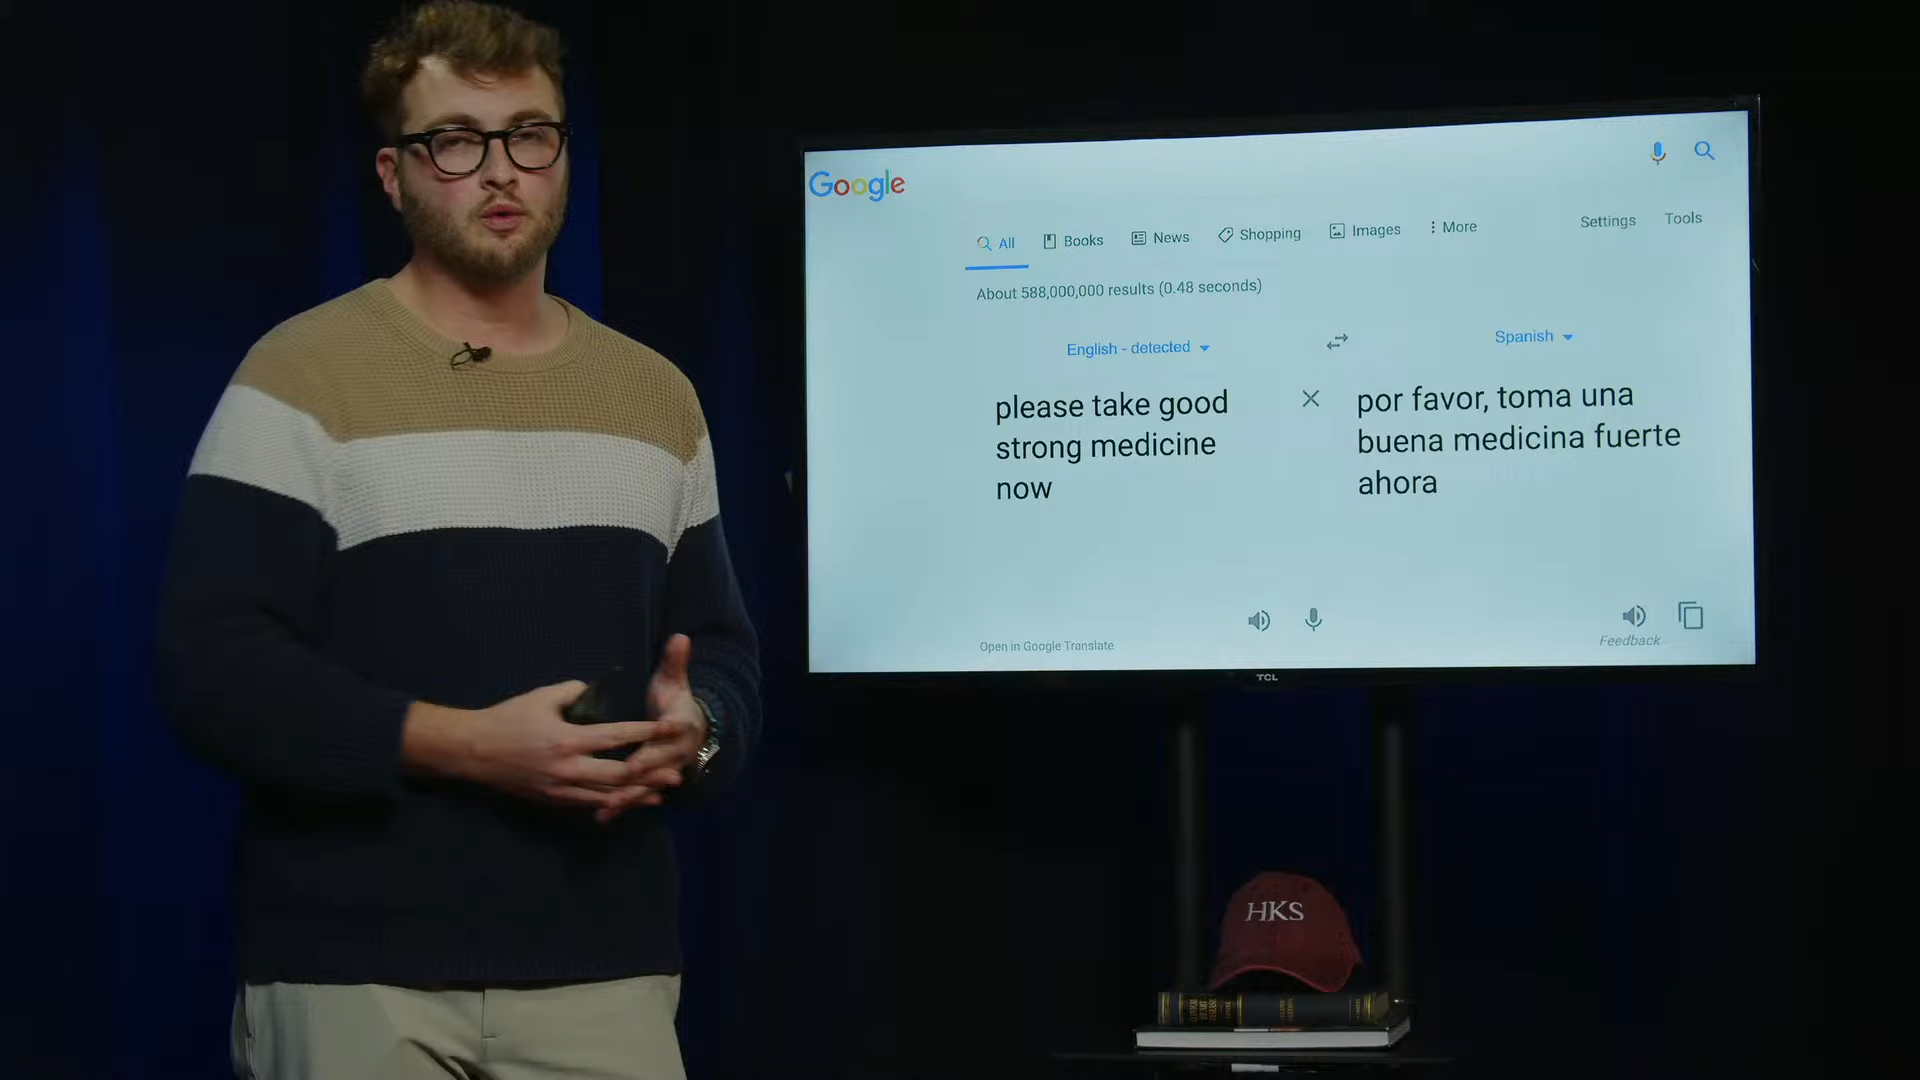 Google
All
Books
News
Shopping
Images
More
Settings
Tools
About 588,000,000 results (0.48 seconds)
English - detected
Spanish
please take good
strong medicine
now
por favor, toma una
buena medicina fuerte
ahora
Open in Google Translate
Feedback
TCL
HKS